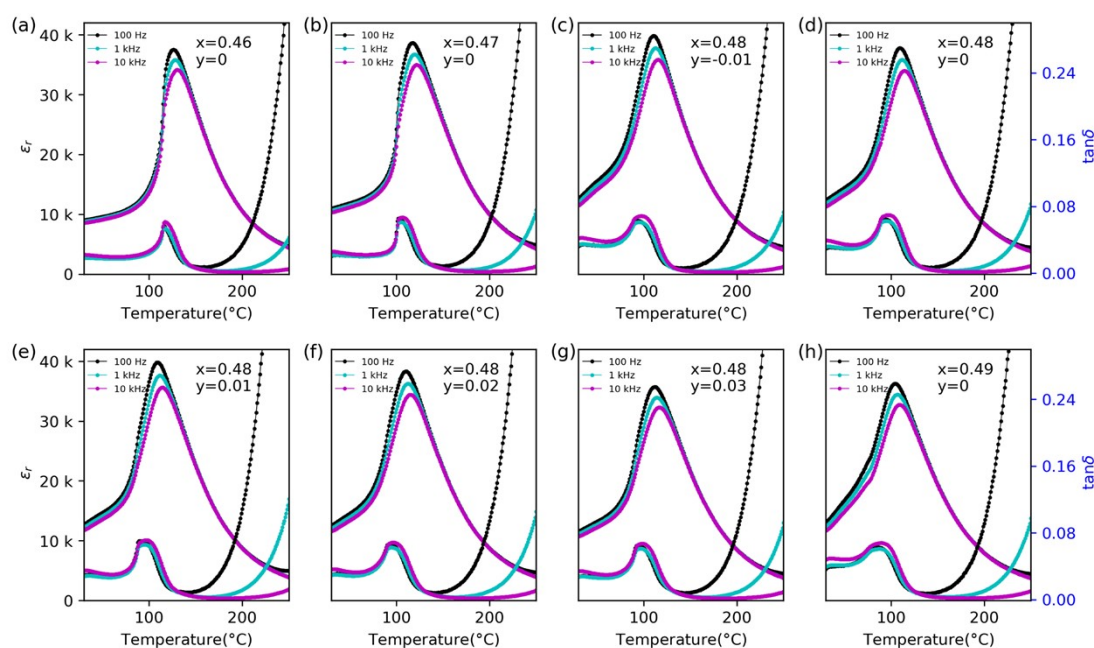 (a)
100 Hz
1 kHz
10 kHz
x=0.46
y=0
(b)
100 Hz
1 kHz
10 kHz
x=0.47
y=0
(c)
100 Hz
1 kHz
10 kHz
x=0.48
y=-0.01
(d)
100 Hz
1 kHz
10 kHz
x=0.48
y=0
40 k
30 k
20 k
10 k
0
εr
0.24
0.16
0.08
0.00
tanδ
100 200
100 200
100 200
100 200
Temperature(°C)
Temperature(°C)
Temperature(°C)
Temperature(°C)
(e)
100 Hz
1 kHz
10 kHz
x=0.48
y=0.01
(f)
100 Hz
1 kHz
10 kHz
x=0.48
y=0.02
(g)
100 Hz
1 kHz
10 kHz
x=0.48
y=0.03
(h)
100 Hz
1 kHz
10 kHz
x=0.49
y=0
40 k
30 k
20 k
10 k
0
εr
0.24
0.16
0.08
0.00
tanδ
100 200
100 200
100 200
100 200
Temperature(°C)
Temperature(°C)
Temperature(°C)
Temperature(°C)